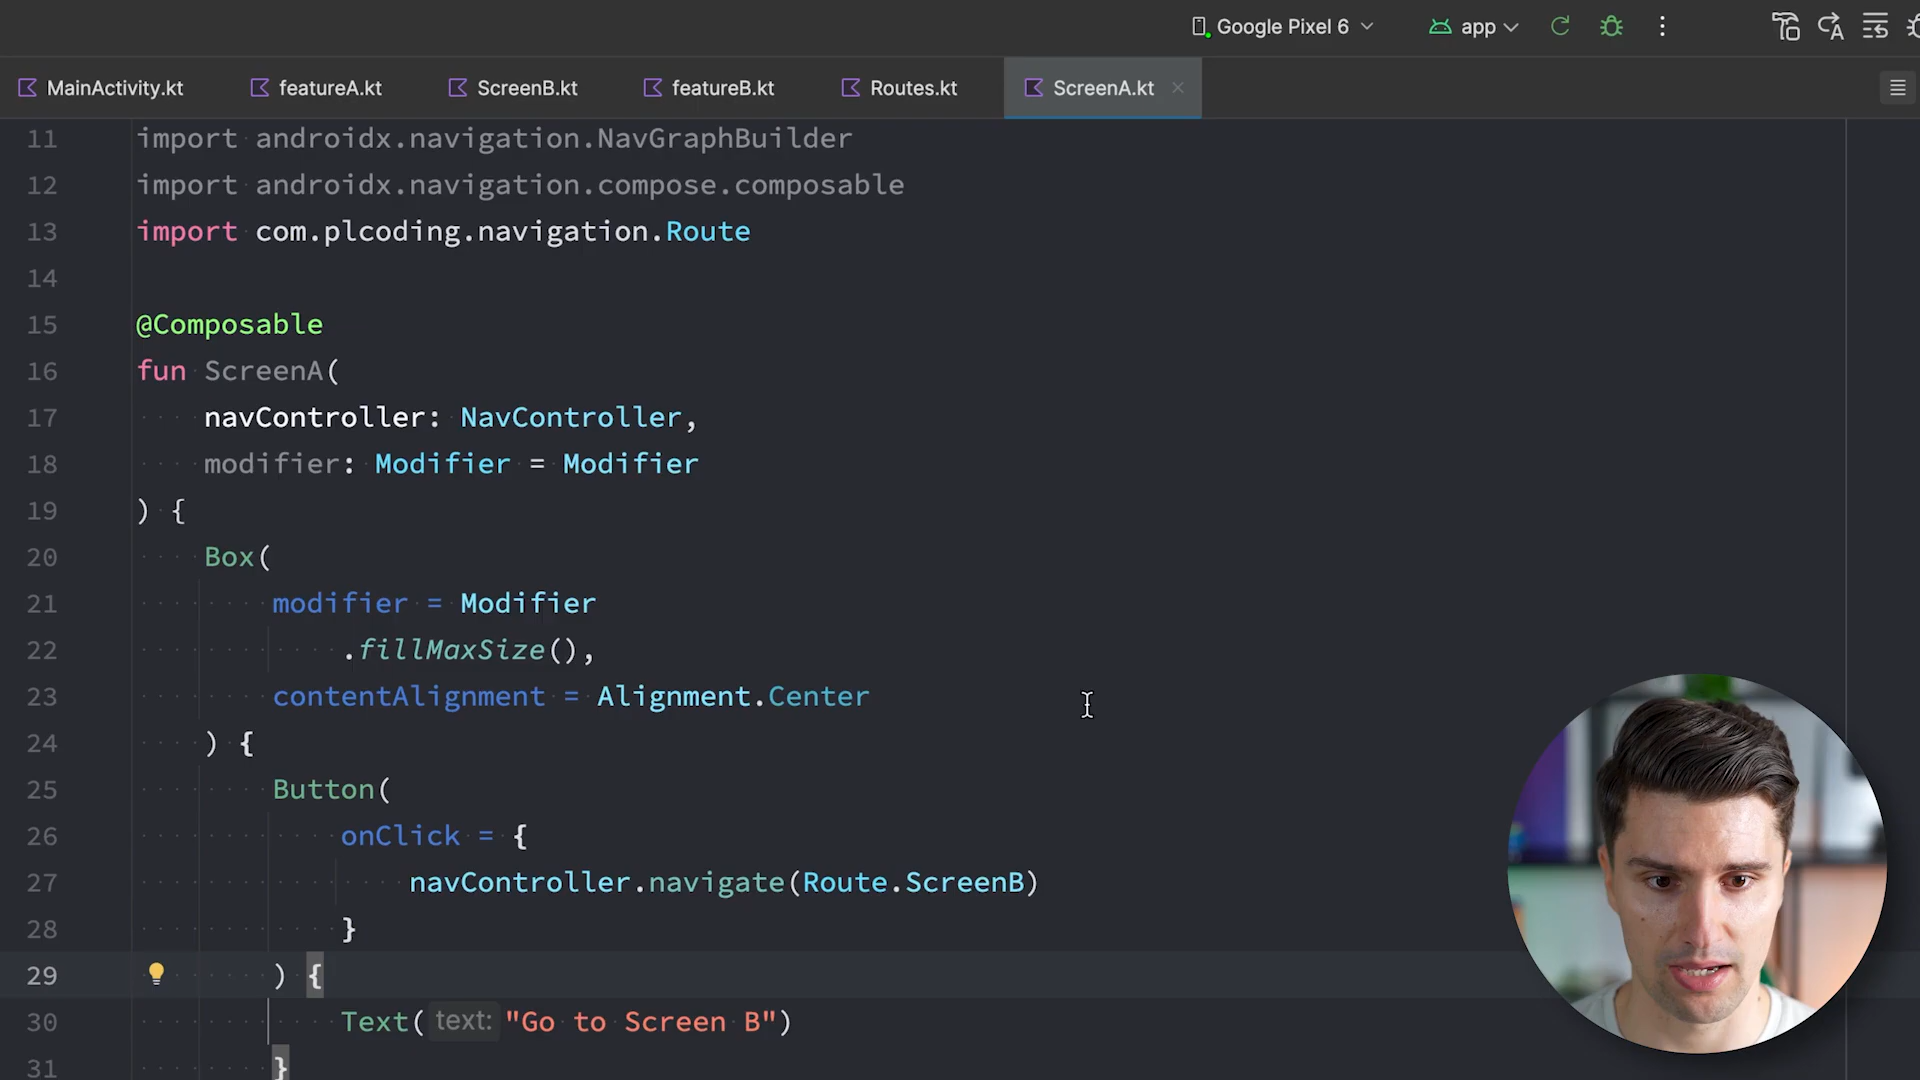 Google Pixel 6
app
MainActivity.kt
featureA.kt
ScreenB.kt
featureB.kt
Routes.kt
ScreenA.kt
11 import androidx.navigation.NavGraphBuilder
12 import androidx.navigation.compose.composable
13 import com.plcoding.navigation.Route
14
15 @Composable
16 fun ScreenA(
17 navController: NavController,
18 modifier: Modifier = Modifier
19 ) {
20 Box(
21 modifier = Modifier
22 .fillMaxSize(),
23 contentAlignment = Alignment.Center
24 ) {
25 Button(
26 onClick = {
27 navController.navigate(Route.ScreenB)
28 }
29 ) {
30 Text( text: "Go to Screen B")
31 }